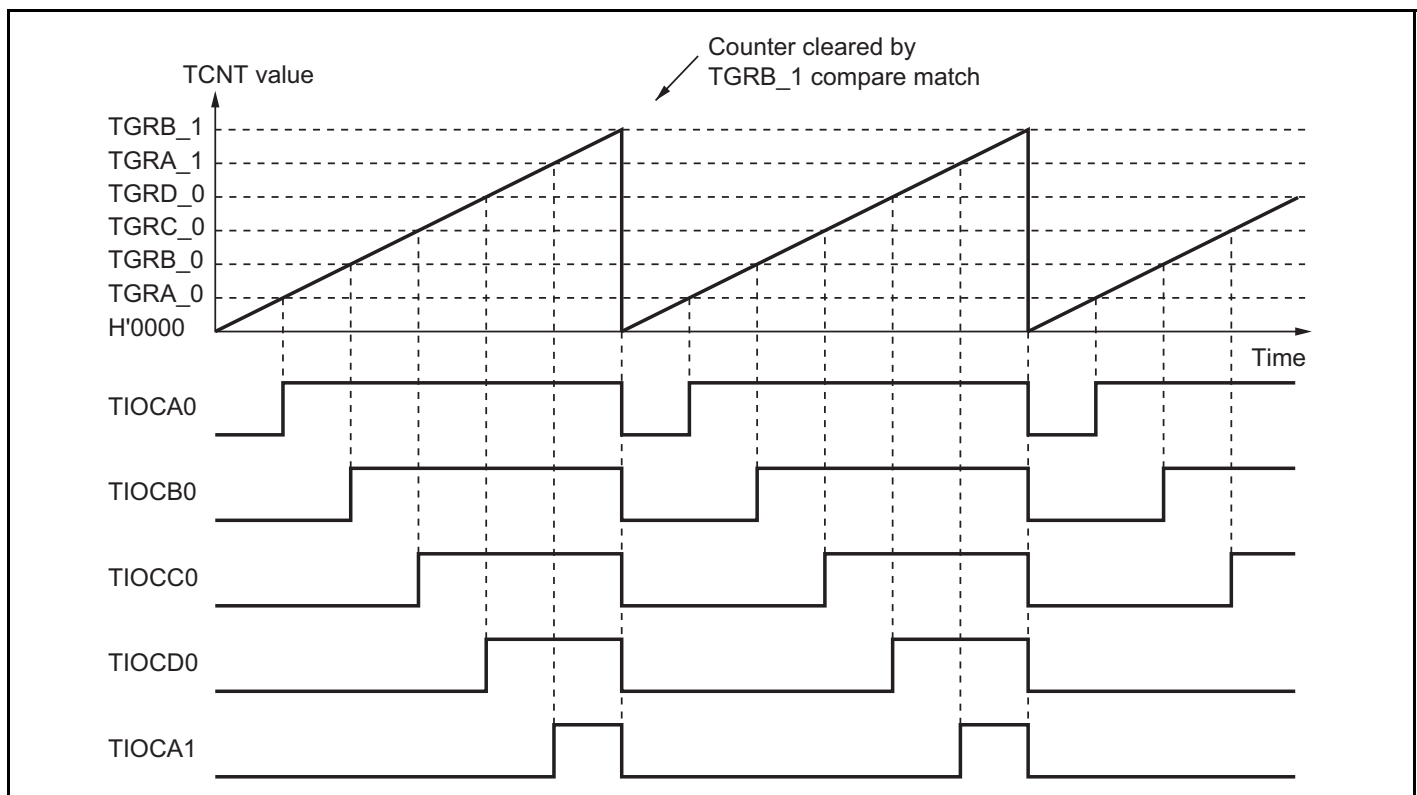 Counter cleared by
TGRB_1 compare match
TCNT value
TGRB_1
TGRA_1
TGRD_0
TGRC_0
TGRB_0
TGRA_0
H'0000
Time
TIOCA0
TIOCB0
TIOCC0
TIOCD0
TIOCA1